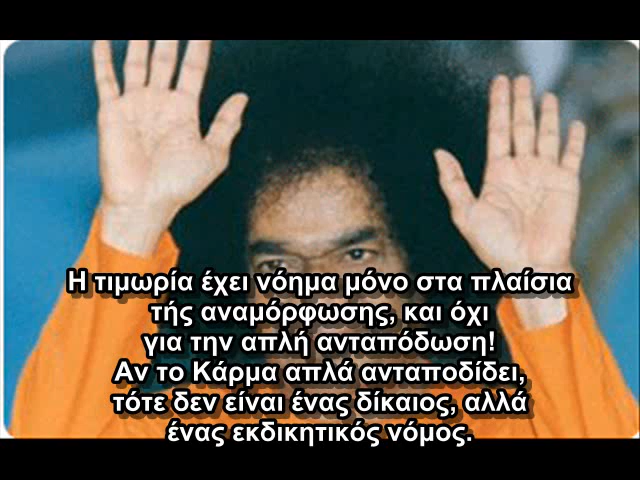 Η τιμωρία έχει νόημα μόνο στα πλαίσια
τής αναμόρφωσης, και όχι
για την απλή ανταπόδωση!
Αν το Κάρμα απλά ανταποδίδει,
τότε δεν είναι ένας δίκαιος, αλλά
ένας εκδικητικός νόμος.